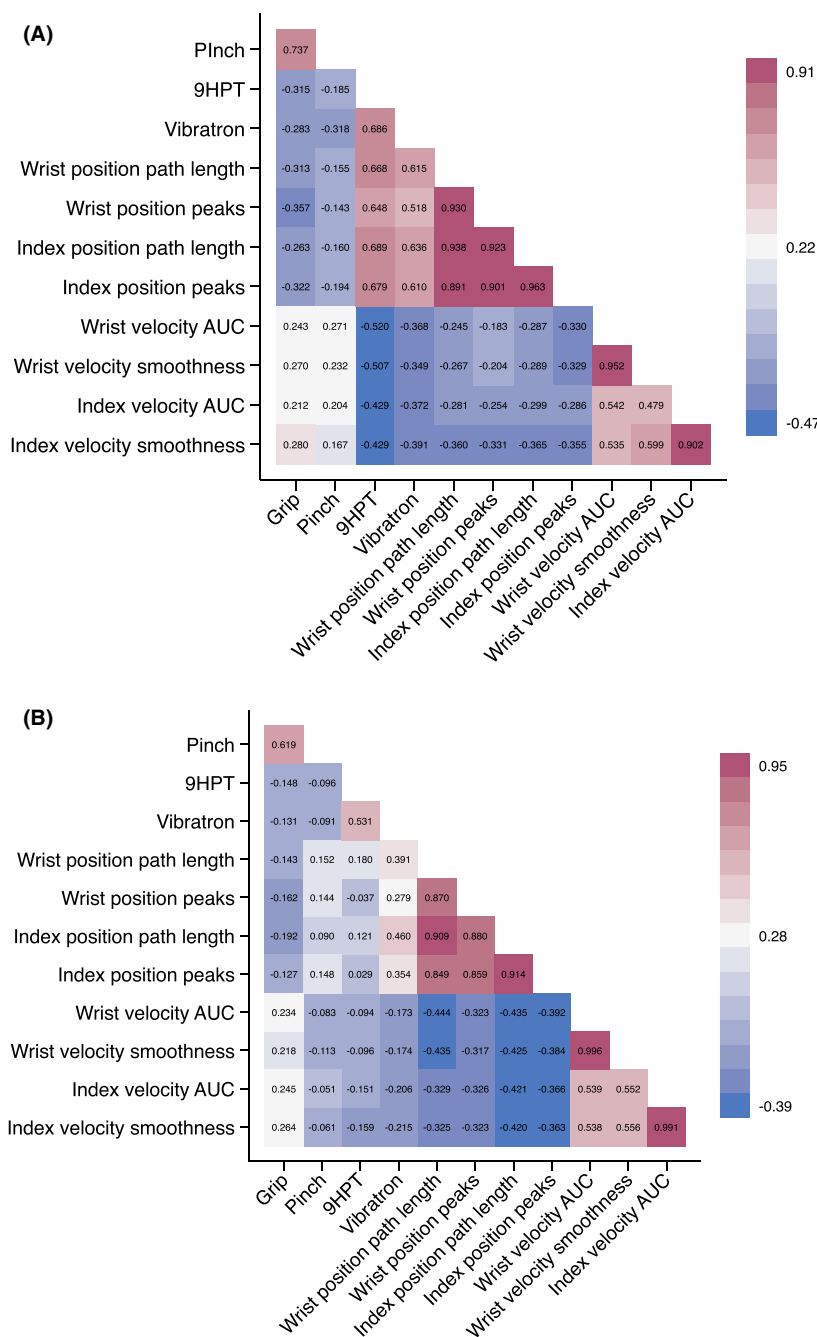 (A)
PInch 0.737
9HPT -0.315 -0.185
Vibratron -0.283 -0.318 0.686
Wrist position path length -0.313 -0.155 0.668 0.615
Wrist position peaks -0.357 -0.143 0.648 0.518 0.930
Index position path length -0.263 -0.160 0.689 0.636 0.938 0.923
Index position peaks -0.322 -0.194 0.679 0.610 0.891 0.901 0.963
Wrist velocity AUC 0.243 0.271 -0.520 -0.368 -0.245 -0.183 -0.287 -0.330
Wrist velocity smoothness 0.270 0.232 -0.507 -0.349 -0.267 -0.204 -0.289 -0.329 0.952
Index velocity AUC 0.212 0.204 -0.429 -0.372 -0.281 -0.254 -0.299 -0.286 0.542 0.479
Index velocity smoothness 0.280 0.167 -0.429 -0.391 -0.360 -0.331 -0.365 -0.355 0.535 0.599 0.902
Grip
Pinch
9HPT
Vibratron
Wrist position path length
Wrist position peaks
Index position path length
Index position peaks
Wrist velocity AUC
Wrist velocity smoothness
Index velocity AUC
0.91
0.22
-0.47
(B)
Pinch 0.619
9HPT -0.148 -0.096
Vibratron -0.131 -0.091 0.531
Wrist position path length -0.143 0.152 0.180 0.391
Wrist position peaks -0.162 0.144 -0.037 0.279 0.870
Index position path length -0.192 0.090 0.121 0.460 0.909 0.880
Index position peaks -0.127 0.148 0.029 0.354 0.849 0.859 0.914
Wrist velocity AUC 0.234 -0.083 -0.094 -0.173 -0.444 -0.323 -0.435 -0.392
Wrist velocity smoothness 0.218 -0.113 -0.096 -0.174 -0.435 -0.317 -0.425 -0.384 0.996
Index velocity AUC 0.245 -0.051 -0.151 -0.206 -0.329 -0.326 -0.421 -0.366 0.539 0.552
Index velocity smoothness 0.264 -0.061 -0.159 -0.215 -0.325 -0.323 -0.420 -0.363 0.538 0.556 0.991
Grip
Pinch
9HPT
Vibratron
Wrist position path length
Wrist position peaks
Index position path length
Index position peaks
Wrist velocity AUC
Wrist velocity smoothness
Index velocity AUC
0.95
0.28
-0.39